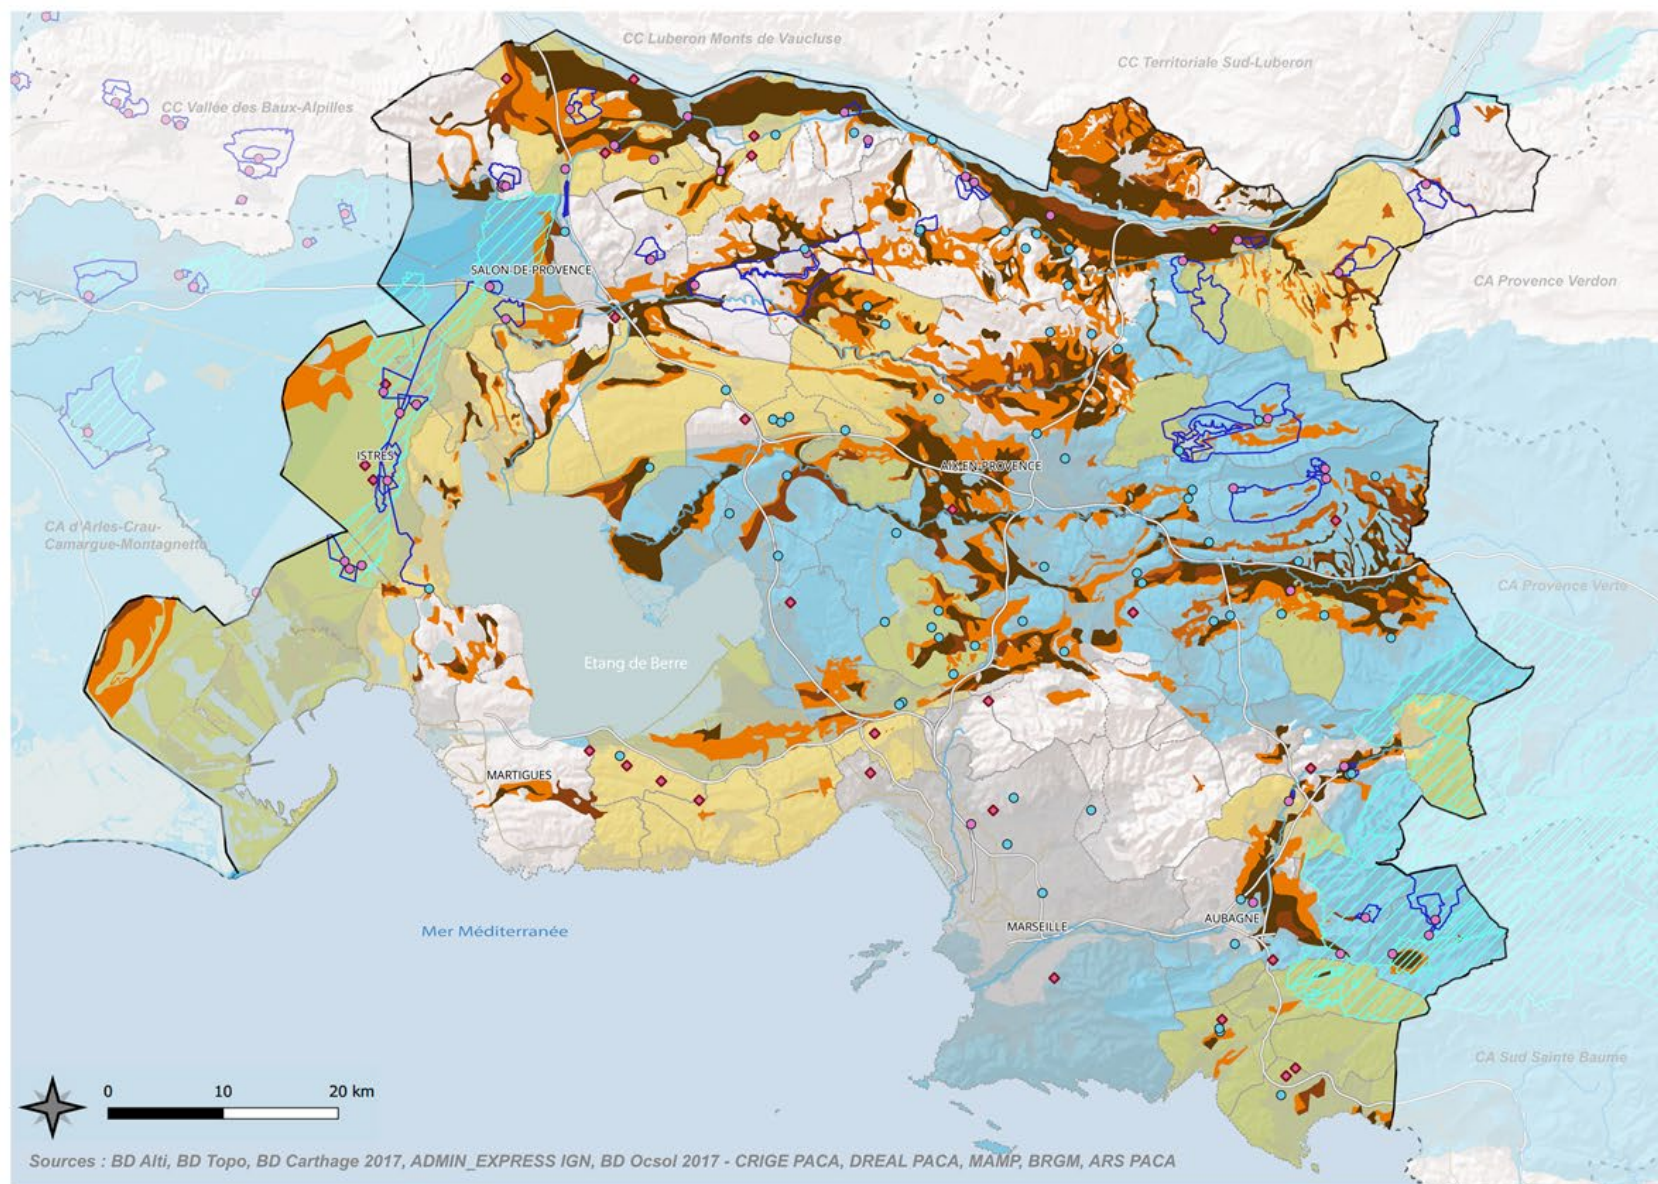 CC Luberon Monts de Vaucluse
CC Territoriale Sud-Luberon
CC Vallée des Baux-Alpilles
SALON-DE-PROVENCE
CA Provence Verdon
ISTRES
AIX-EN-PROVENCE
CA d'Arles-Crau-
Camargue-Montagnette
CA Provence Verte
Etang de Berre
MARTIGUES
AUBAGNE
MARSEILLE
Mer Méditerranée
CA Sud Sainte Baume
0 10 20 km
Sources : BD Alti, BD Topo, BD Carthage 2017, ADMIN_EXPRESS IGN, BD Ocsol 2017 - CRIGE PACA, DREAL PACA, MAMP, BRGM, ARS PACA